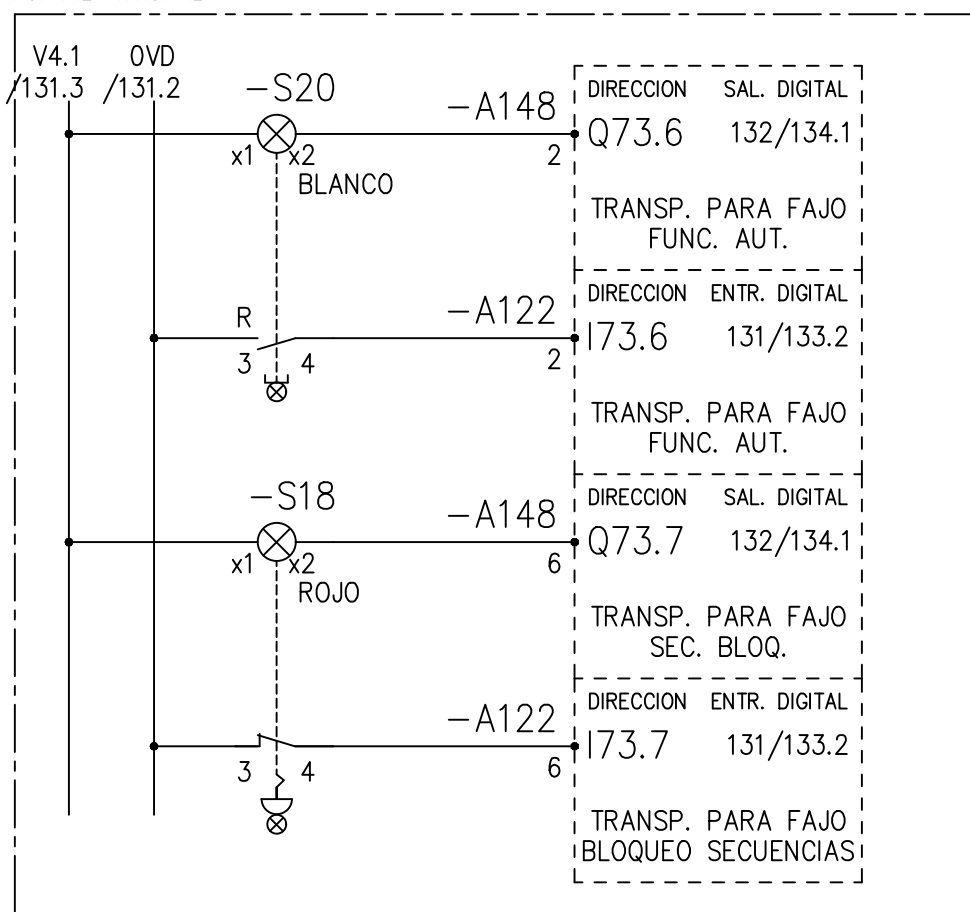 V4.1 0VD
/131.3 /131.2
-S20
-A148
DIRECCION SAL. DIGITAL
Q73.6 132/134.1
x1 x2
2
BLANCO
TRANSP. PARA FAJO
FUNC. AUT.
DIRECCION ENTR. DIGITAL
R
-A122
I73.6 131/133.2
3 4
2
TRANSP. PARA FAJO
FUNC. AUT.
-S18
-A148
DIRECCION SAL. DIGITAL
Q73.7 132/134.1
x1 x2
6
ROJO
TRANSP. PARA FAJO
SEC. BLOQ.
DIRECCION ENTR. DIGITAL
-A122
I73.7 131/133.2
3 4
6
TRANSP. PARA FAJO
BLOQUEO SECUENCIAS